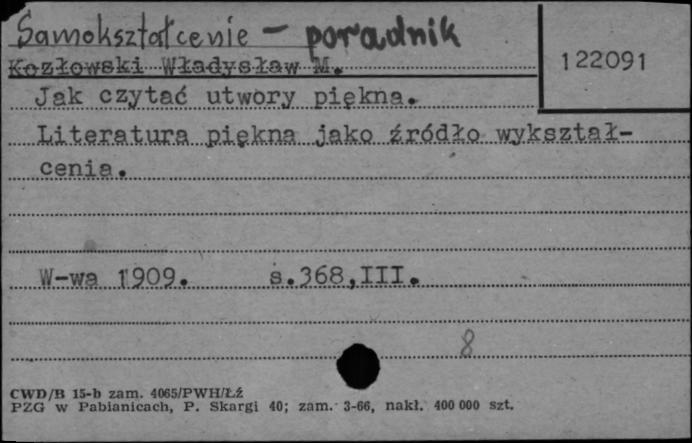 Samokształcenie - poradnik
Kozłowski Władysław M.
122091
Jak czytać utwory piękna.
Literatura piękna jako źródło wykształ-
cenia.
W-wa 1909. s.368,III.
8
CWD/B 15-b zam. 4065/PWH/Łź
PZG w Pabianicach, P. Skargi 40; zam. 3-66, nakł. 400 000 szt.